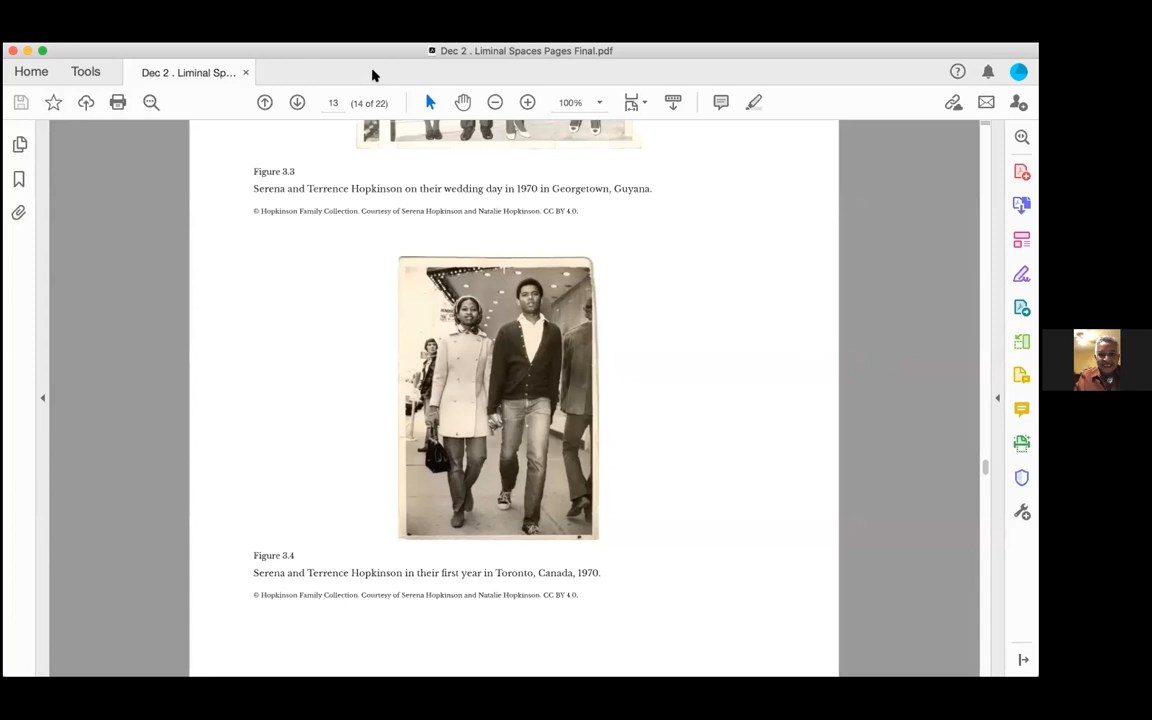 Dec 2 . Liminal Spaces Pages Final.pdf
Home
Tools
Dec 2 . Liminal Sp... ×
13 (14 of 22)
100%
Figure 3.3
Serena and Terrence Hopkinson on their wedding day in 1970 in Georgetown, Guyana.
© Hopkinson Family Collection. Courtesy of Serena Hopkinson and Natalie Hopkinson. CC BY 4.0.
Figure 3.4
Serena and Terrence Hopkinson in their first year in Toronto, Canada, 1970.
© Hopkinson Family Collection. Courtesy of Serena Hopkinson and Natalie Hopkinson. CC BY 4.0.